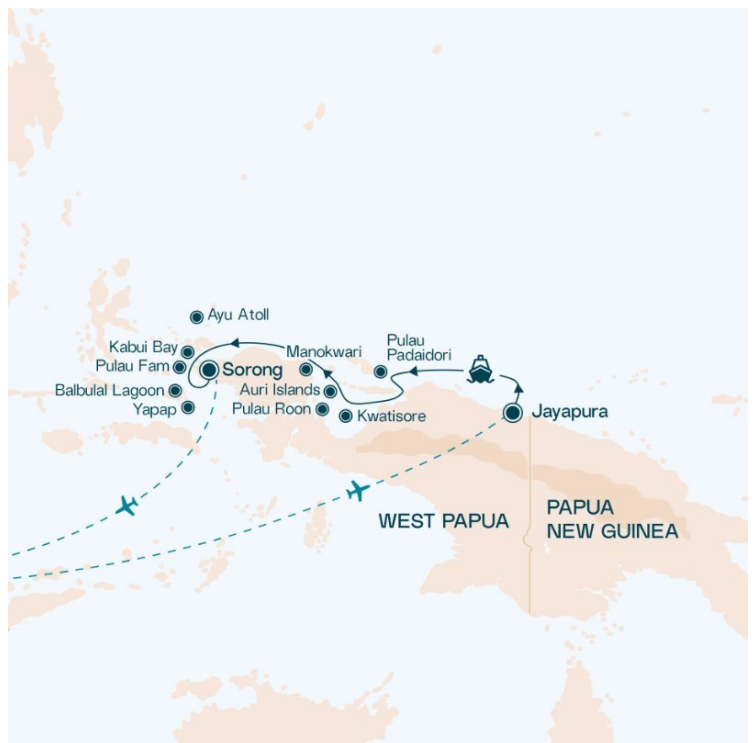 Ayu Atoll
Kabui Bay
Pulau Fam
Balbulal Lagoon
Yapap
Sorong
Manokwari
Auri Islands
Pulau Roon
Pulau
Padaidori
Kwatisore
Jayapura
WEST PAPUA
PAPUA
NEW GUINEA